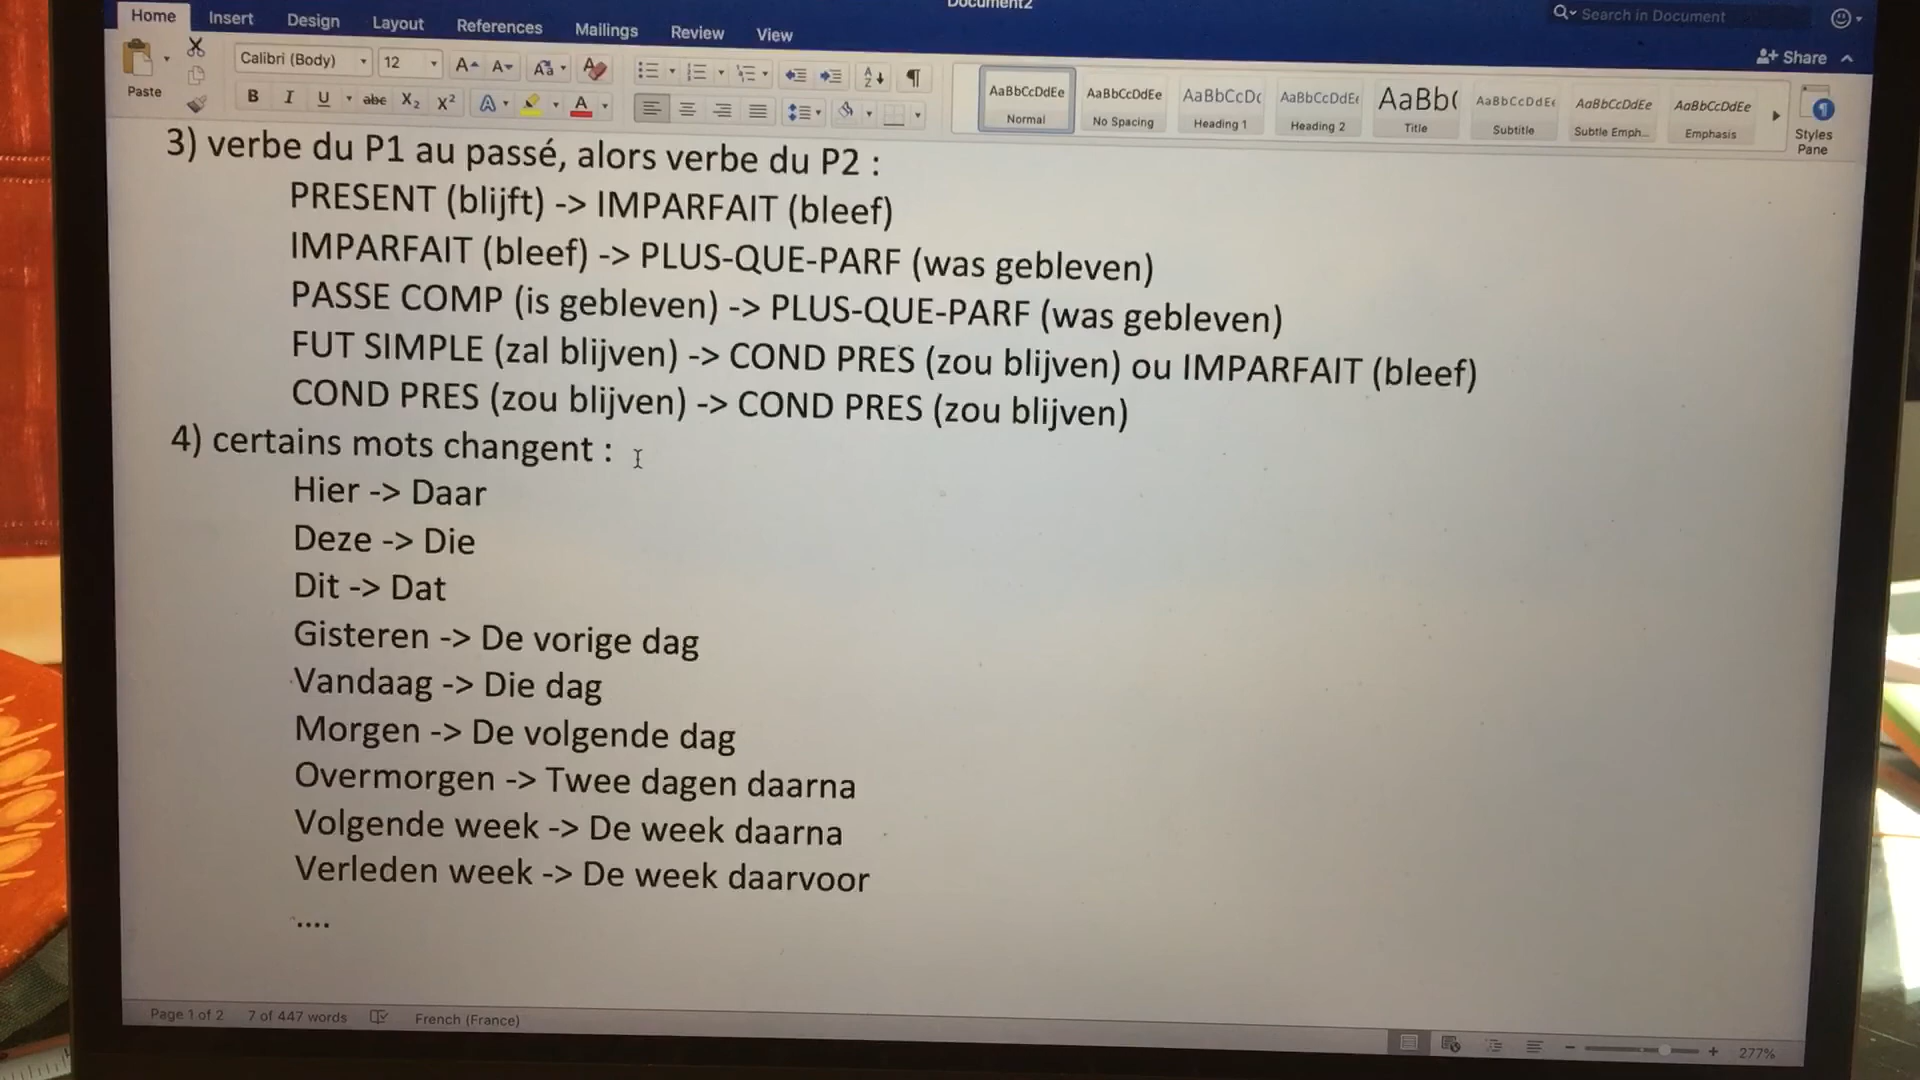 Document2
Home Insert Design Layout References Mailings Review View
Search in Document
Share
Paste
Calibri (Body) 12
B I U abc X₂ X²
AaBbCcDdEe Normal
AaBbCcDdEe No Spacing
AaBbCcDc Heading 1
AaBbCcDdEe Heading 2
AaBb( Title
AaBbCcDdEe Subtitle
AaBbCcDdEe Subtle Emph...
AaBbCcDdEe Emphasis
Styles
Pane
3) verbe du P1 au passé, alors verbe du P2 :
PRESENT (blijft) -> IMPARFAIT (bleef)
IMPARFAIT (bleef) -> PLUS-QUE-PARF (was gebleven)
PASSE COMP (is gebleven) -> PLUS-QUE-PARF (was gebleven)
FUT SIMPLE (zal blijven) -> COND PRES (zou blijven) ou IMPARFAIT (bleef)
COND PRES (zou blijven) -> COND PRES (zou blijven)
4) certains mots changent :
Hier -> Daar
Deze -> Die
Dit -> Dat
Gisteren -> De vorige dag
Vandaag -> Die dag
Morgen -> De volgende dag
Overmorgen -> Twee dagen daarna
Volgende week -> De week daarna
Verleden week -> De week daarvoor
....
Page 1 of 2 7 of 447 words French (France)
277%